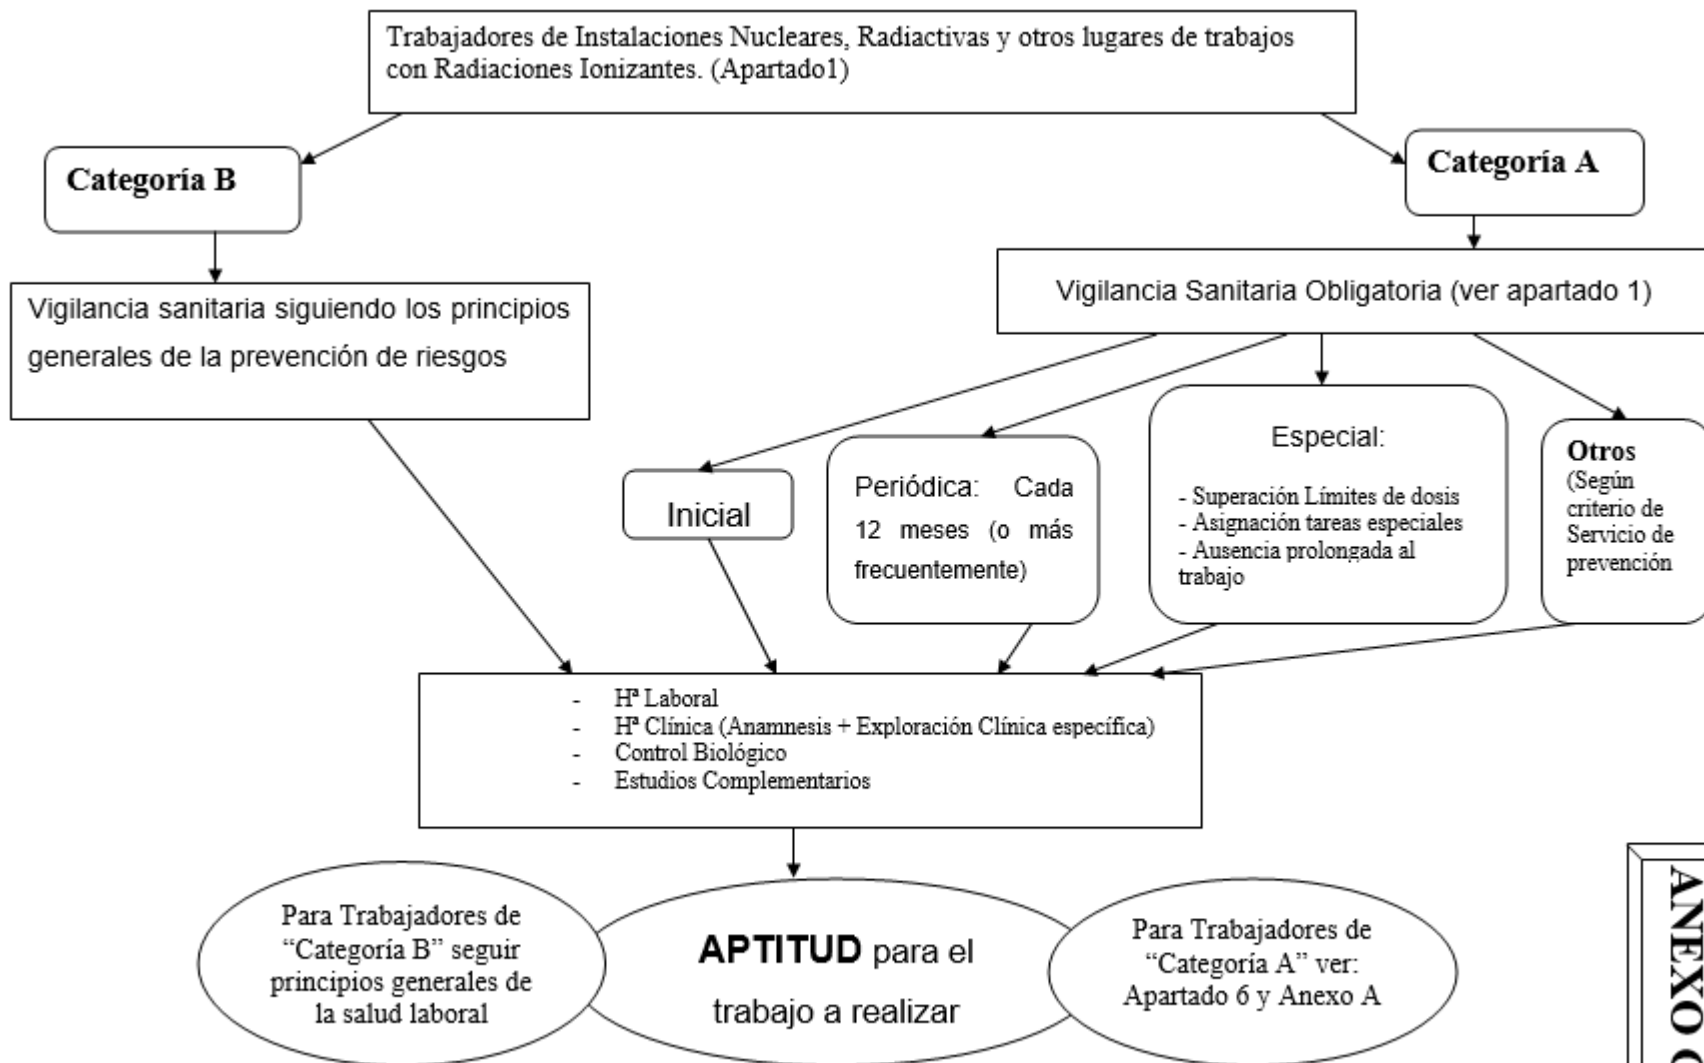 Trabajadores de Instalaciones Nucleares, Radiactivas y otros lugares de trabajos
con Radiaciones Ionizantes. (Apartado1)
Categoría B
Categoría A
Vigilancia sanitaria siguiendo los principios
generales de la prevención de riesgos
Vigilancia Sanitaria Obligatoria (ver apartado 1)
Inicial
Periódica: Cada
12 meses (o más
frecuentemente)
Especial:
- Superación Límites de dosis
- Asignación tareas especiales
- Ausencia prolongada al
trabajo
Otros
(Según
criterio de
Servicio de
prevención
- Hª Laboral
- Hª Clínica (Anamnesis + Exploración Clínica específica)
- Control Biológico
- Estudios Complementarios
Para Trabajadores de
“Categoría B” seguir
principios generales de
la salud laboral
APTITUD para el
trabajo a realizar
Para Trabajadores de
“Categoría A” ver:
Apartado 6 y Anexo A
ANEXO